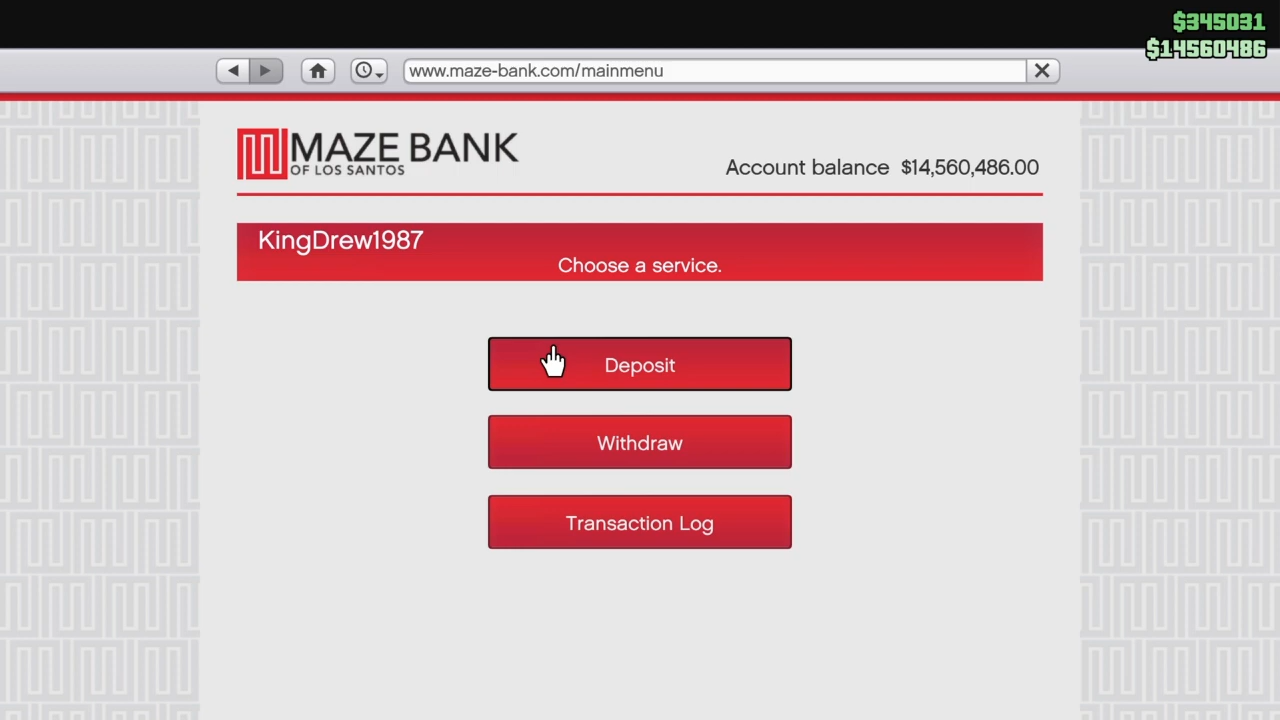 $345031
$14560486
www.maze-bank.com/mainmenu
MAZE BANK
OF LOS SANTOS
Account balance $14,560,486.00
KingDrew1987
Choose a service.
Deposit
Withdraw
Transaction Log